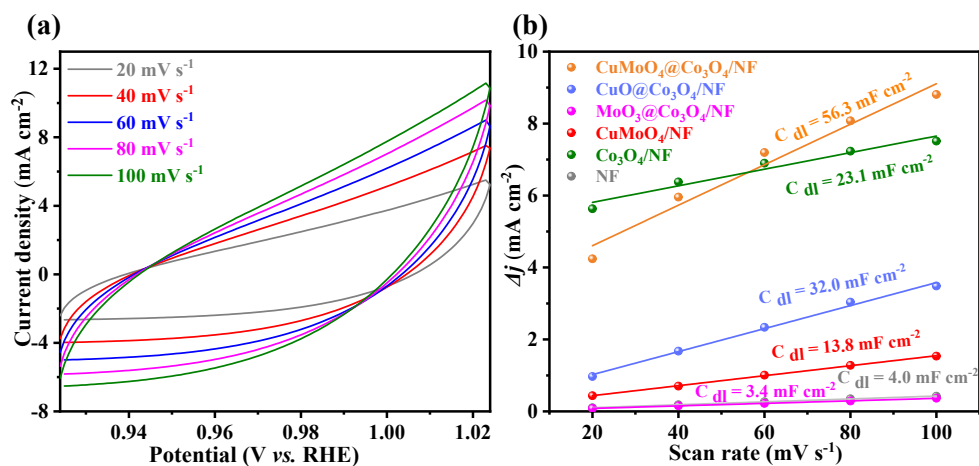 (a)
20 mV s⁻¹
40 mV s⁻¹
60 mV s⁻¹
80 mV s⁻¹
100 mV s⁻¹
12
8
4
0
-4
-8
Current density (mA cm⁻²)
0.94
0.96
0.98
1.00
1.02
Potential (V vs. RHE)
(b)
CuMoO₄@Co₃O₄/NF
CuO@Co₃O₄/NF
MoO₃@Co₃O₄/NF
CuMoO₄/NF
Co₃O₄/NF
NF
C dl = 56.3 mF cm⁻²
C dl = 23.1 mF cm⁻²
C dl = 32.0 mF cm⁻²
C dl = 13.8 mF cm⁻²
C dl = 4.0 mF cm⁻²
C dl = 3.4 mF cm⁻²
10
8
6
4
2
0
Δj (mA cm⁻²)
20
40
60
80
100
Scan rate (mV s⁻¹)